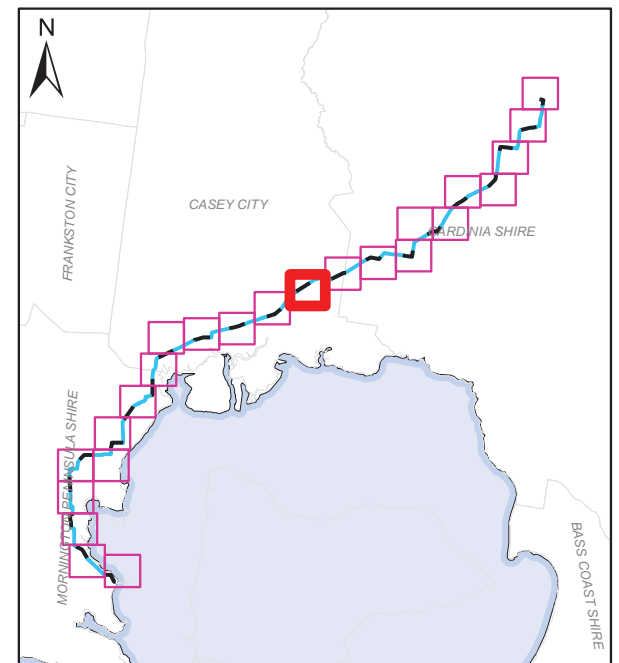 N
FRANKSTON CITY
CASEY CITY
CARDINIA SHIRE
MORNINGTON PENINSULA SHIRE
BASS COAST SHIRE